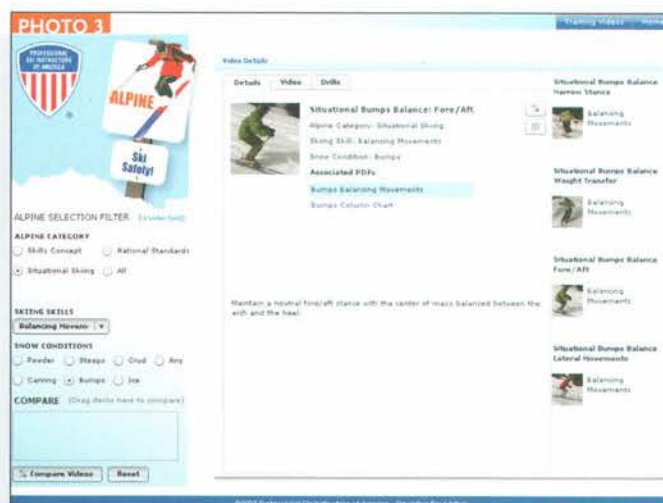 PHOTO 3
Training Videos Home
PROFESSIONAL
SKI INSTRUCTORS
OF AMERICA
ALPINE
Ski
Safely!
Video Details
Details Video Drills
Situational Bumps Balance: Fore/Aft
Alpine Category: Situational Skiing
Skiing Skill: Balancing Movements
Snow Condition: Bumps
Associated PDFs
Bumps Balancing Movements
Bumps Column Chart
Maintain a neutral fore/aft stance with the center of mass balanced between the
arch and the heel.
Situational Bumps Balance
Narrow Stance
Balancing
Movements
Situational Bumps Balance
Weight Transfer
Balancing
Movements
Situational Bumps Balance
Fore/Aft
Balancing
Movements
Situational Bumps Balance
Lateral Movements
Balancing
Movements
ALPINE SELECTION FILTER
ALPINE CATEGORY
Skills Concept National Standards
Situational Skiing All
SKIING SKILLS
Balancing Movem
SNOW CONDITIONS
Powder Steeps Crud Any
Carving Bumps Ice
COMPARE (Drag items here to compare)
Compare Videos Reset